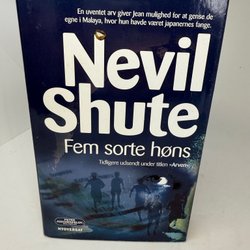 En uventet arv giver Jean mulighed for at gense de
egne i Malaya, hvor hun havde været japanernes fange.
Nevil
Shute
Fem sorte høns
Tidligere udsendt under titlen »Arven«